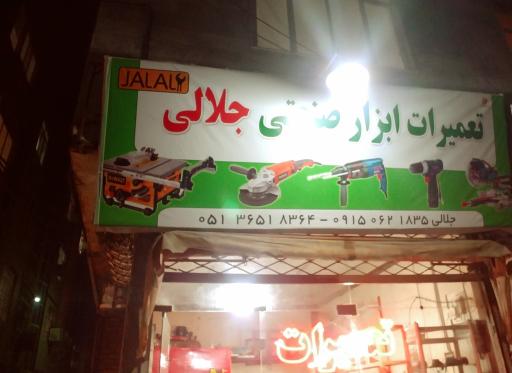 JALALI
تعمیرات ابزار صنعتی جلالی
جلالی ۰۹۱۵ ۰۶۲ ۱۸۳۵ - ۰۵۱ ۳۶۵۱ ۸۳۶۴
تعمیرات